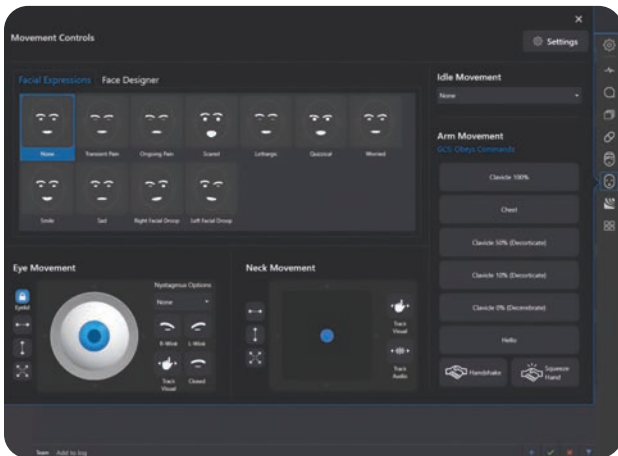 Movement Controls
Settings
Facial Expressions Face Designer
None Transient Pain Ongoing Pain Scared Lethargic Quizzical Worried
Smile Sad Right Facial Droop Left Facial Droop
Idle Movement
None
Arm Movement
GCS: Obeys Commands
Clavicle 100%
Chest
Clavicle 50% (Decorticate)
Clavicle 10% (Decorticate)
Clavicle 0% (Decerebrate)
Hello
Handshake
Squeeze
Hand
Eye Movement
Eyelid
Nystagmus Options
None
R-Wink L-Wink
Track
Visual
Closed
Neck Movement
Track
Visual
Track
Audio
Team Add to log